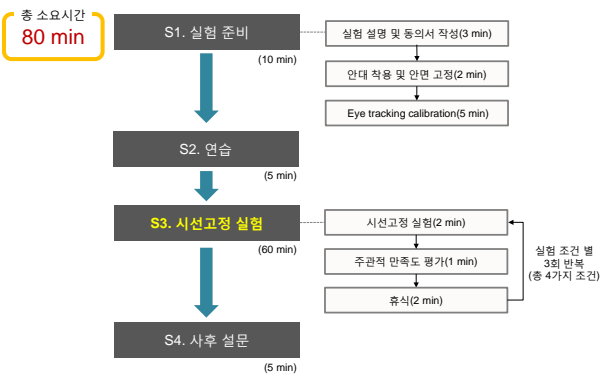 총 소요시간
80 min
S1. 실험 준비
(10 min)
실험 설명 및 동의서 작성(3 min)
안대 착용 및 안면 고정(2 min)
Eye tracking calibration(5 min)
S2. 연습
(5 min)
S3. 시선고정 실험
(60 min)
시선고정 실험(2 min)
주관적 만족도 평가(1 min)
휴식(2 min)
실험 조건 별
3회 반복
(총 4가지 조건)
S4. 사후 설문
(5 min)